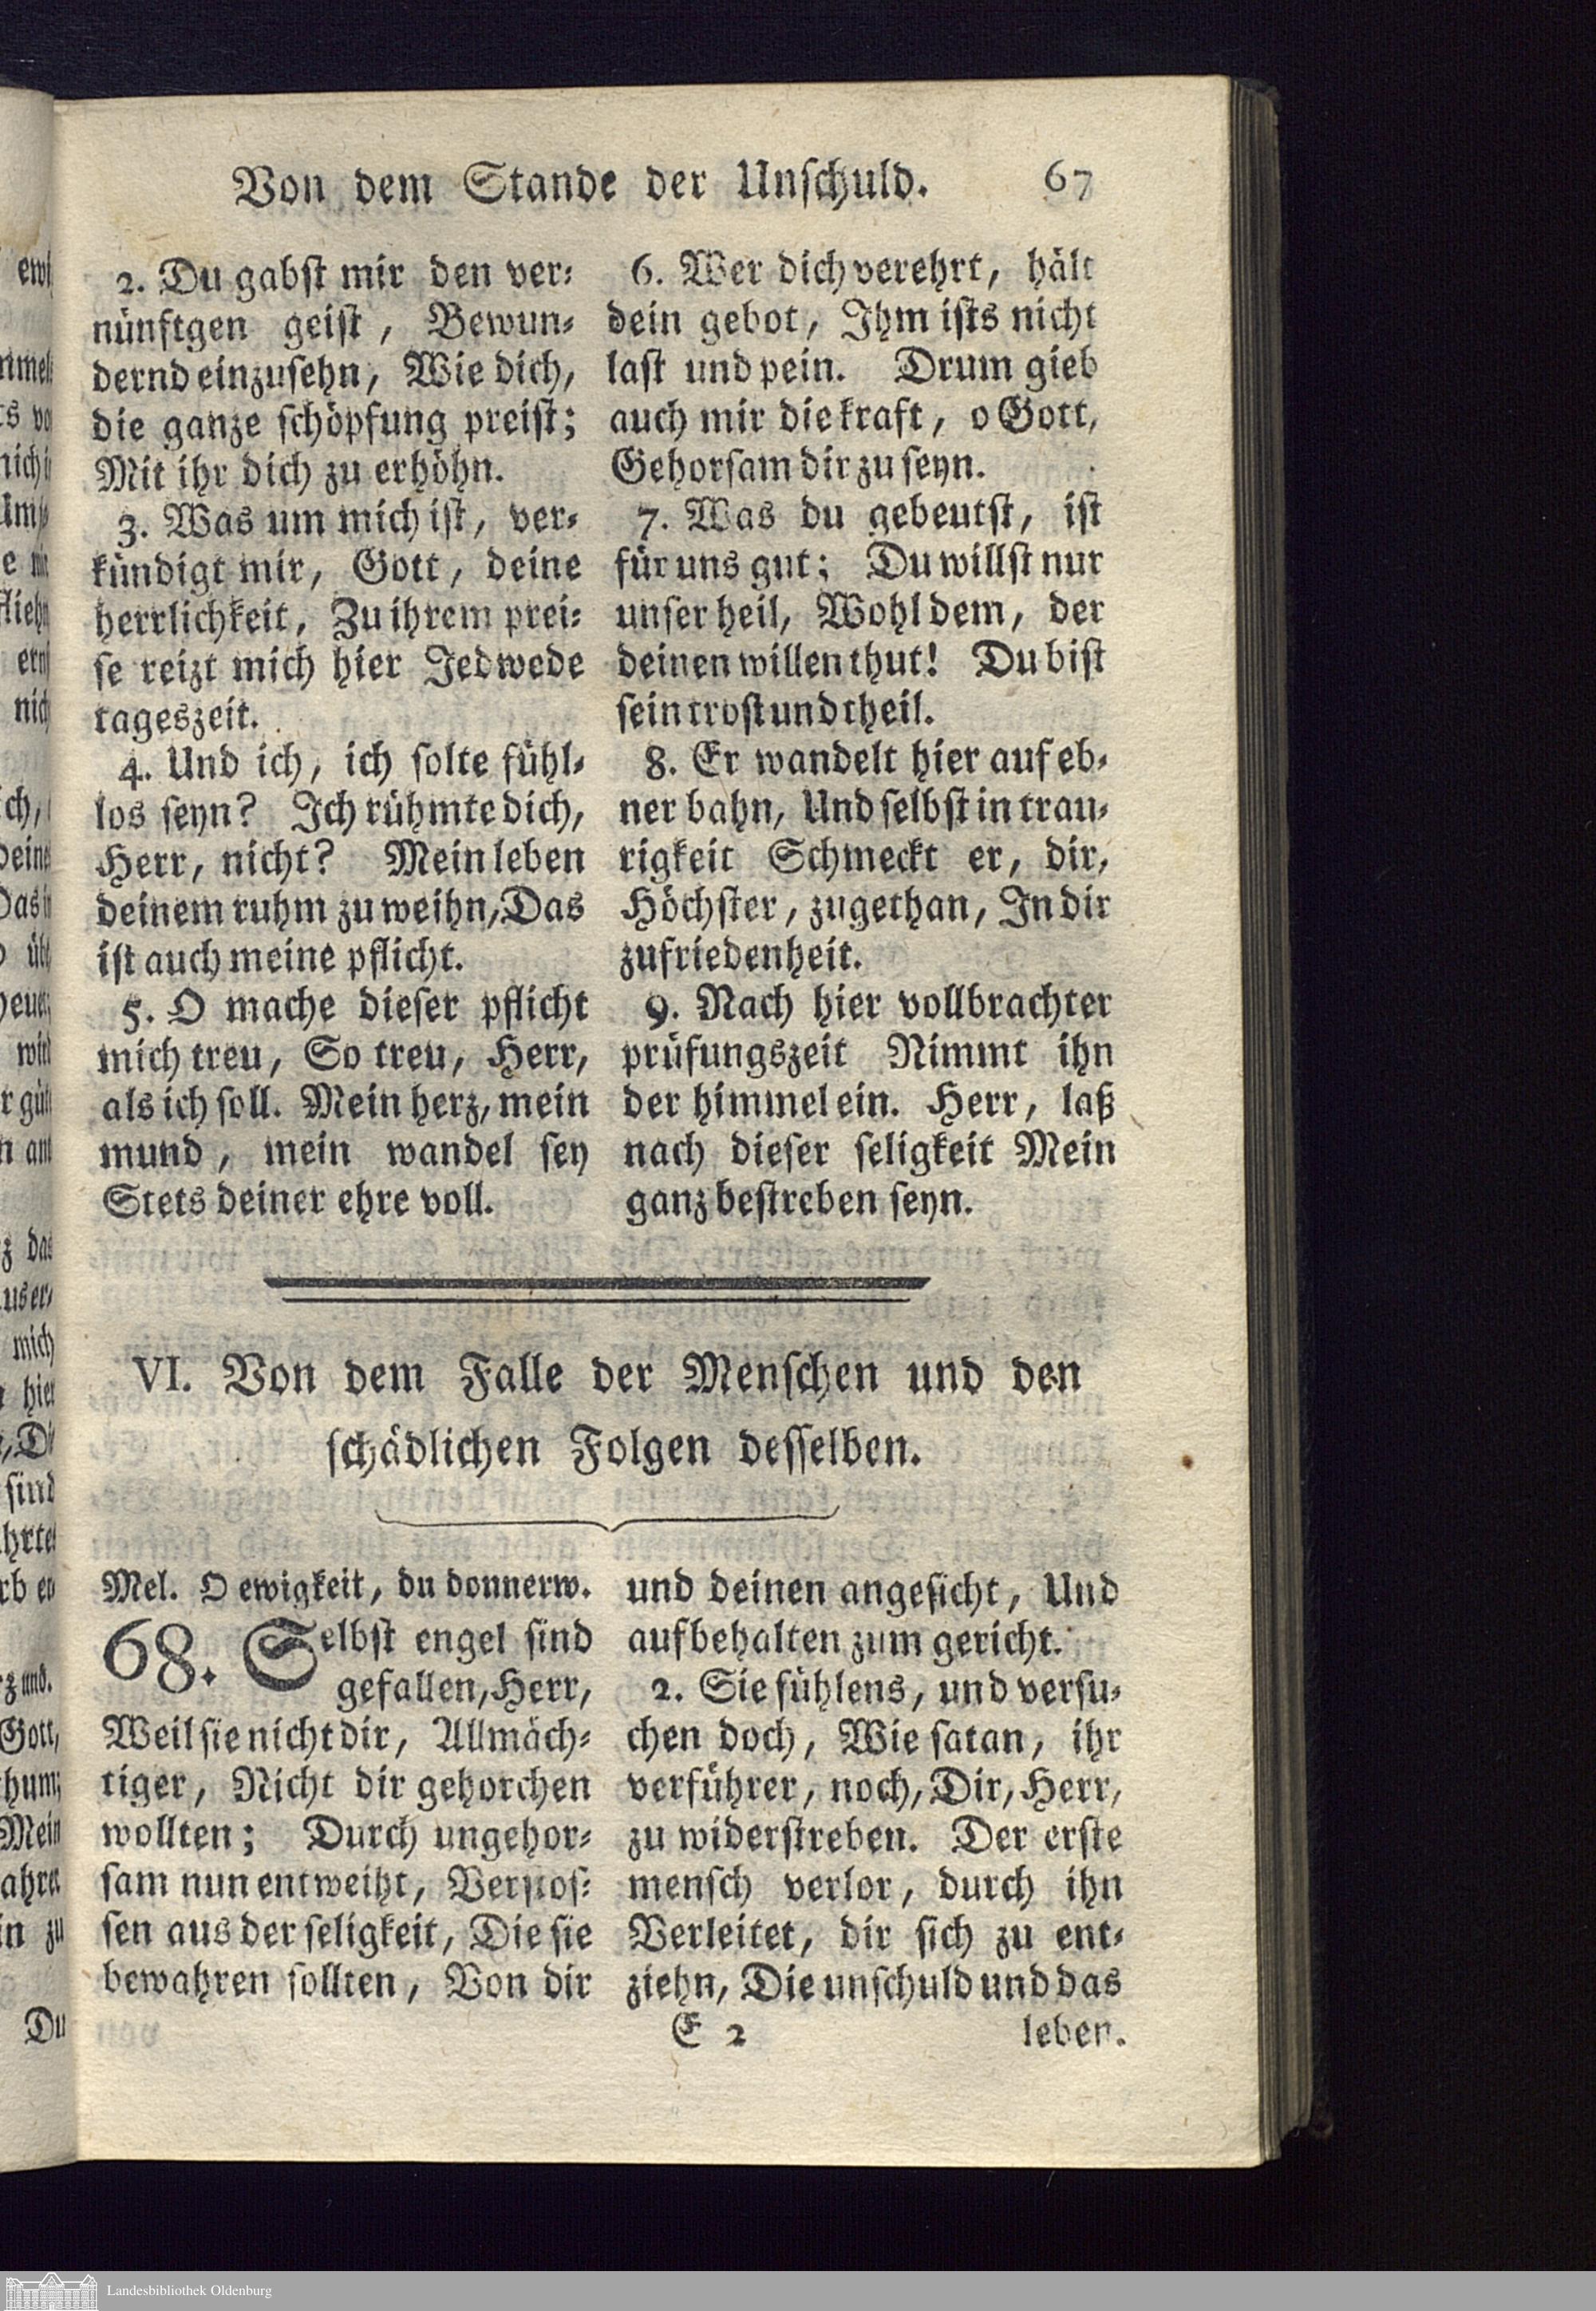 Von dem Stande der Unschuld. 67
2. Du gabst mir den ver-
nünftgen geist, Bewun-
dernd einzusehn, Wie dich,
die ganze schöpfung preist;
Mit ihr dich zu erhöhn.
3. Was um mich ist, ver-
kündigt mir, Gott, deine
herrlichkeit, Zu ihrem prei-
se reizt mich hier Jedwede
tageszeit.
4. Und ich, ich solte fühl-
los seyn? Ich rühmte dich,
Herr, nicht? Mein leben
deinem ruhm zu weihn, Das
ist auch meine pflicht.
5. O mache dieser pflicht
mich treu, So treu, Herr,
als ich soll. Mein herz, mein
mund, mein wandel sey
Stets deiner ehre voll.
6. Wer dich verehrt, hält
dein gebot, Ihm ists nicht
last und pein. Drum gieb
auch mir die kraft, o Gott,
Gehorsam dir zu seyn.
7. Was du gebeutst, ist
für uns gut; Du willst nur
unser heil, Wohl dem, der
deinen willen thut! Du bist
sein trost und theil.
8. Er wandelt hier auf eb-
ner bahn, Und selbst in trau-
rigkeit Schmeckt er, dir,
Höchster, zugethan, In dir
zufriedenheit.
9. Nach hier vollbrachter
prüfungszeit Nimmt ihn
der himmel ein. Herr, laß
nach dieser seligkeit Mein
ganz bestreben seyn.
VI. Von dem Falle der Menschen und den
schädlichen Folgen desselben.
Mel. O ewigkeit, du donnerw.
68. Selbst engel sind
gefallen, Herr,
Weil sie nicht dir, Allmäch-
tiger, Nicht dir gehorchen
wollten; Durch ungehor-
sam nun entweiht, Verstos-
sen aus der seligkeit, Die sie
bewahren sollten, Von dir
und deinen angesicht, Und
aufbehalten zum gericht.
2. Sie fühlens, und versu-
chen doch, Wie satan, ihr
verführer, noch, Dir, Herr,
zu widerstreben. Der erste
mensch verlor, durch ihn
Verleitet, dir sich zu ent-
ziehn, Die unschuld und das
E 2 leben.
Landesbibliothek Oldenburg